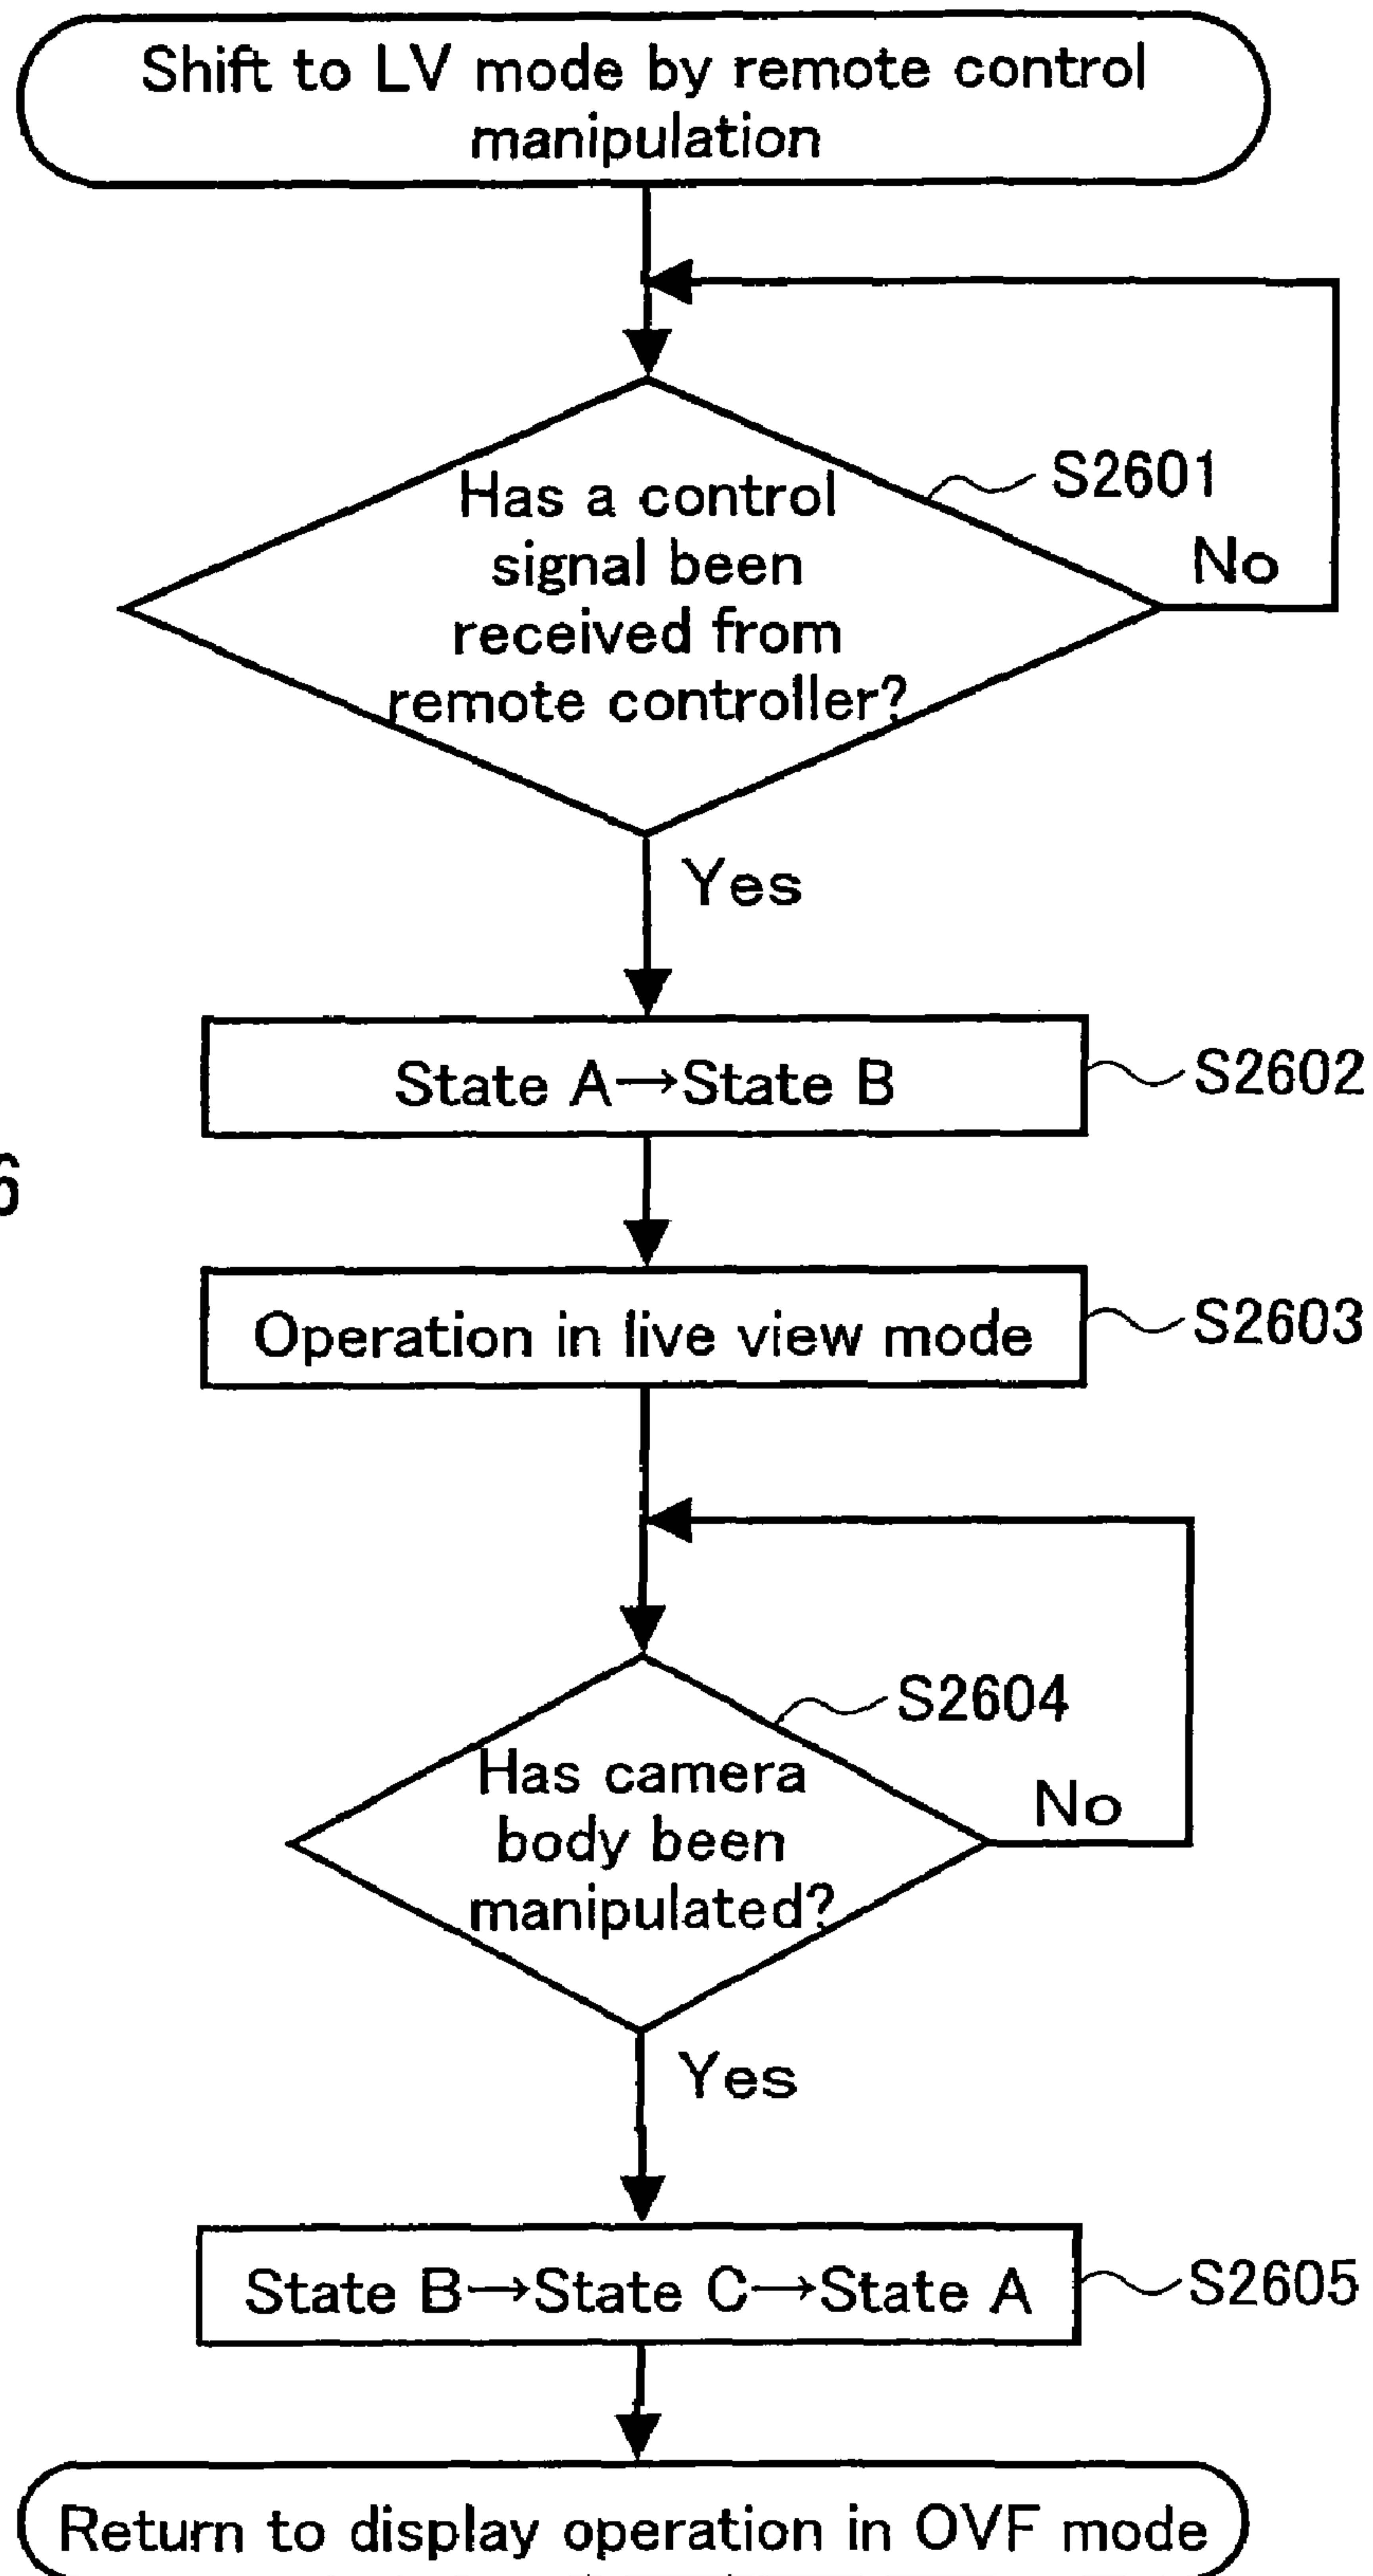 Shift to LV mode by remote control
manipulation
Has a control
signal been
received from
remote controller?
S2601
No
Yes
State A→State B
S2602
6
Operation in live view mode
S2603
Has camera
body been
manipulated?
S2604
No
Yes
State B→State C→State A
S2605
Return to display operation in OVF mode